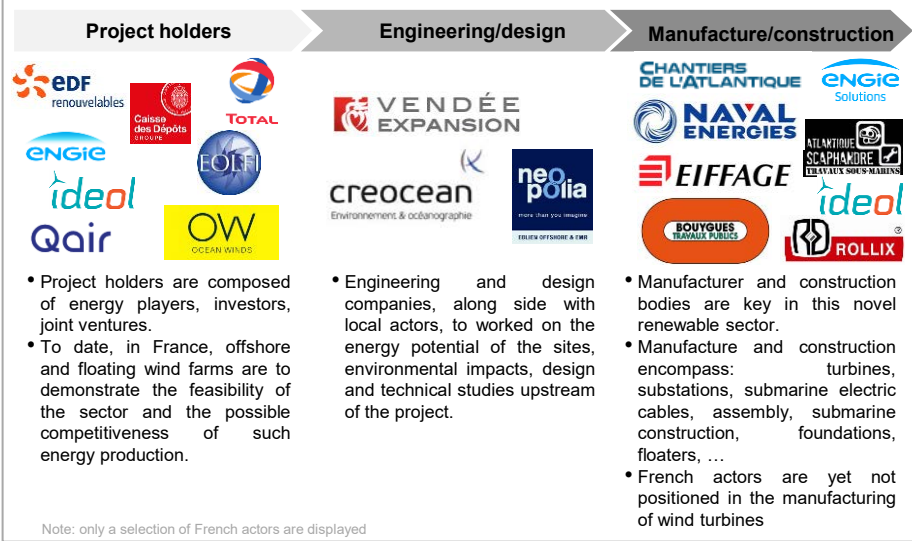 Project holders
Engineering/design
Manufacture/construction
eDF
renouvelables
Caisse
des Dépôts
GROUPE
TOTAL
ENGIE
EOLFI
ideol
Qair
OW
OCEAN WINDS
VENDÉE
EXPANSION
creocean
Environnement & océanographie
neo
polia
more than you imagine
EOLIEN OFFSHORE & EMR
CHANTIERS
DE L'ATLANTIQUE
ENGIE
Solutions
NAVAL
ENERGIES
ATLANTIQUE
SCAPHANDRE
TRAVAUX SOUS-MARINS
EIFFAGE
ideol
BOUYGUES
TRAVAUX PUBLICS
ROLLIX
®
• Project holders are composed
of energy players, investors,
joint ventures.
• To date, in France, offshore
and floating wind farms are to
demonstrate the feasibility of
the sector and the possible
competitiveness of such
energy production.
• Engineering and design
companies, along side with
local actors, to worked on the
energy potential of the sites,
environmental impacts, design
and technical studies upstream
of the project.
• Manufacturer and construction
bodies are key in this novel
renewable sector.
• Manufacture and construction
encompass: turbines,
substations, submarine electric
cables, assembly, submarine
construction, foundations,
floaters, …
• French actors are yet not
positioned in the manufacturing
of wind turbines
Note: only a selection of French actors are displayed